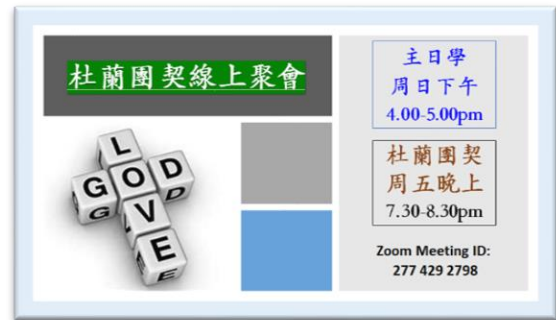 杜蘭團契線上聚會
LOVE
GOD
主日學
周日下午
4.00-5.00pm
杜蘭團契
周五晚上
7.30-8.30pm
Zoom Meeting ID:
277 429 2798